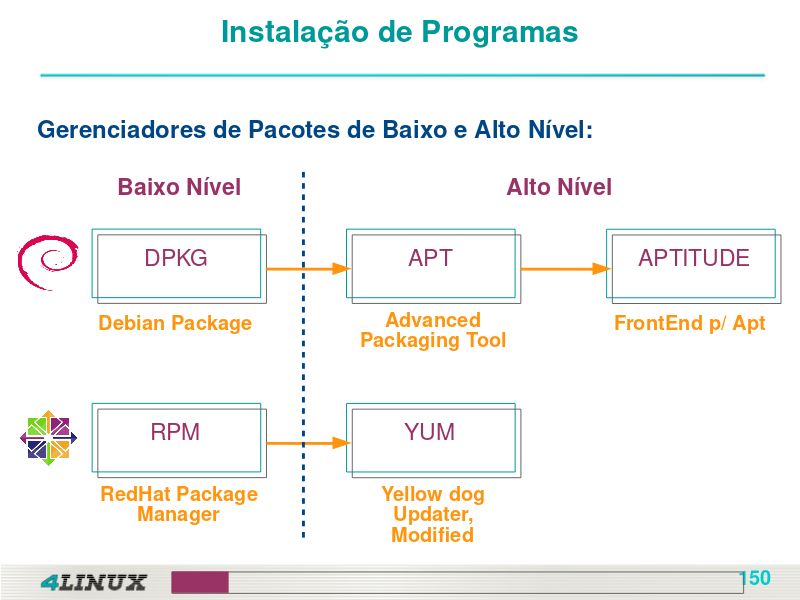 Instalação de Programas
Gerenciadores de Pacotes de Baixo e Alto Nível:
Baixo Nível
Alto Nível
DPKG
APT
APTITUDE
Debian Package
Advanced
Packaging Tool
FrontEnd p/ Apt
RPM
YUM
RedHat Package
Manager
Yellow dog
Updater,
Modified
4LINUX
150